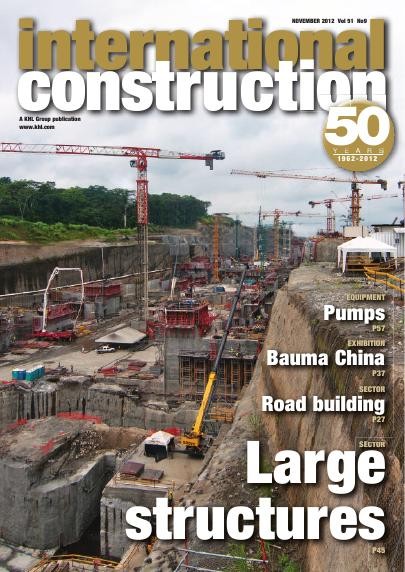 NOVEMBER 2012 Vol 51 No9
international
construction
A KHL Group publication
www.khl.com
50
YEARS
1962-2012
EQUIPMENT
Pumps
P57
EXHIBITION
Bauma China
P37
SECTOR
Road building
P27
SECTOR
Large
structures
P45